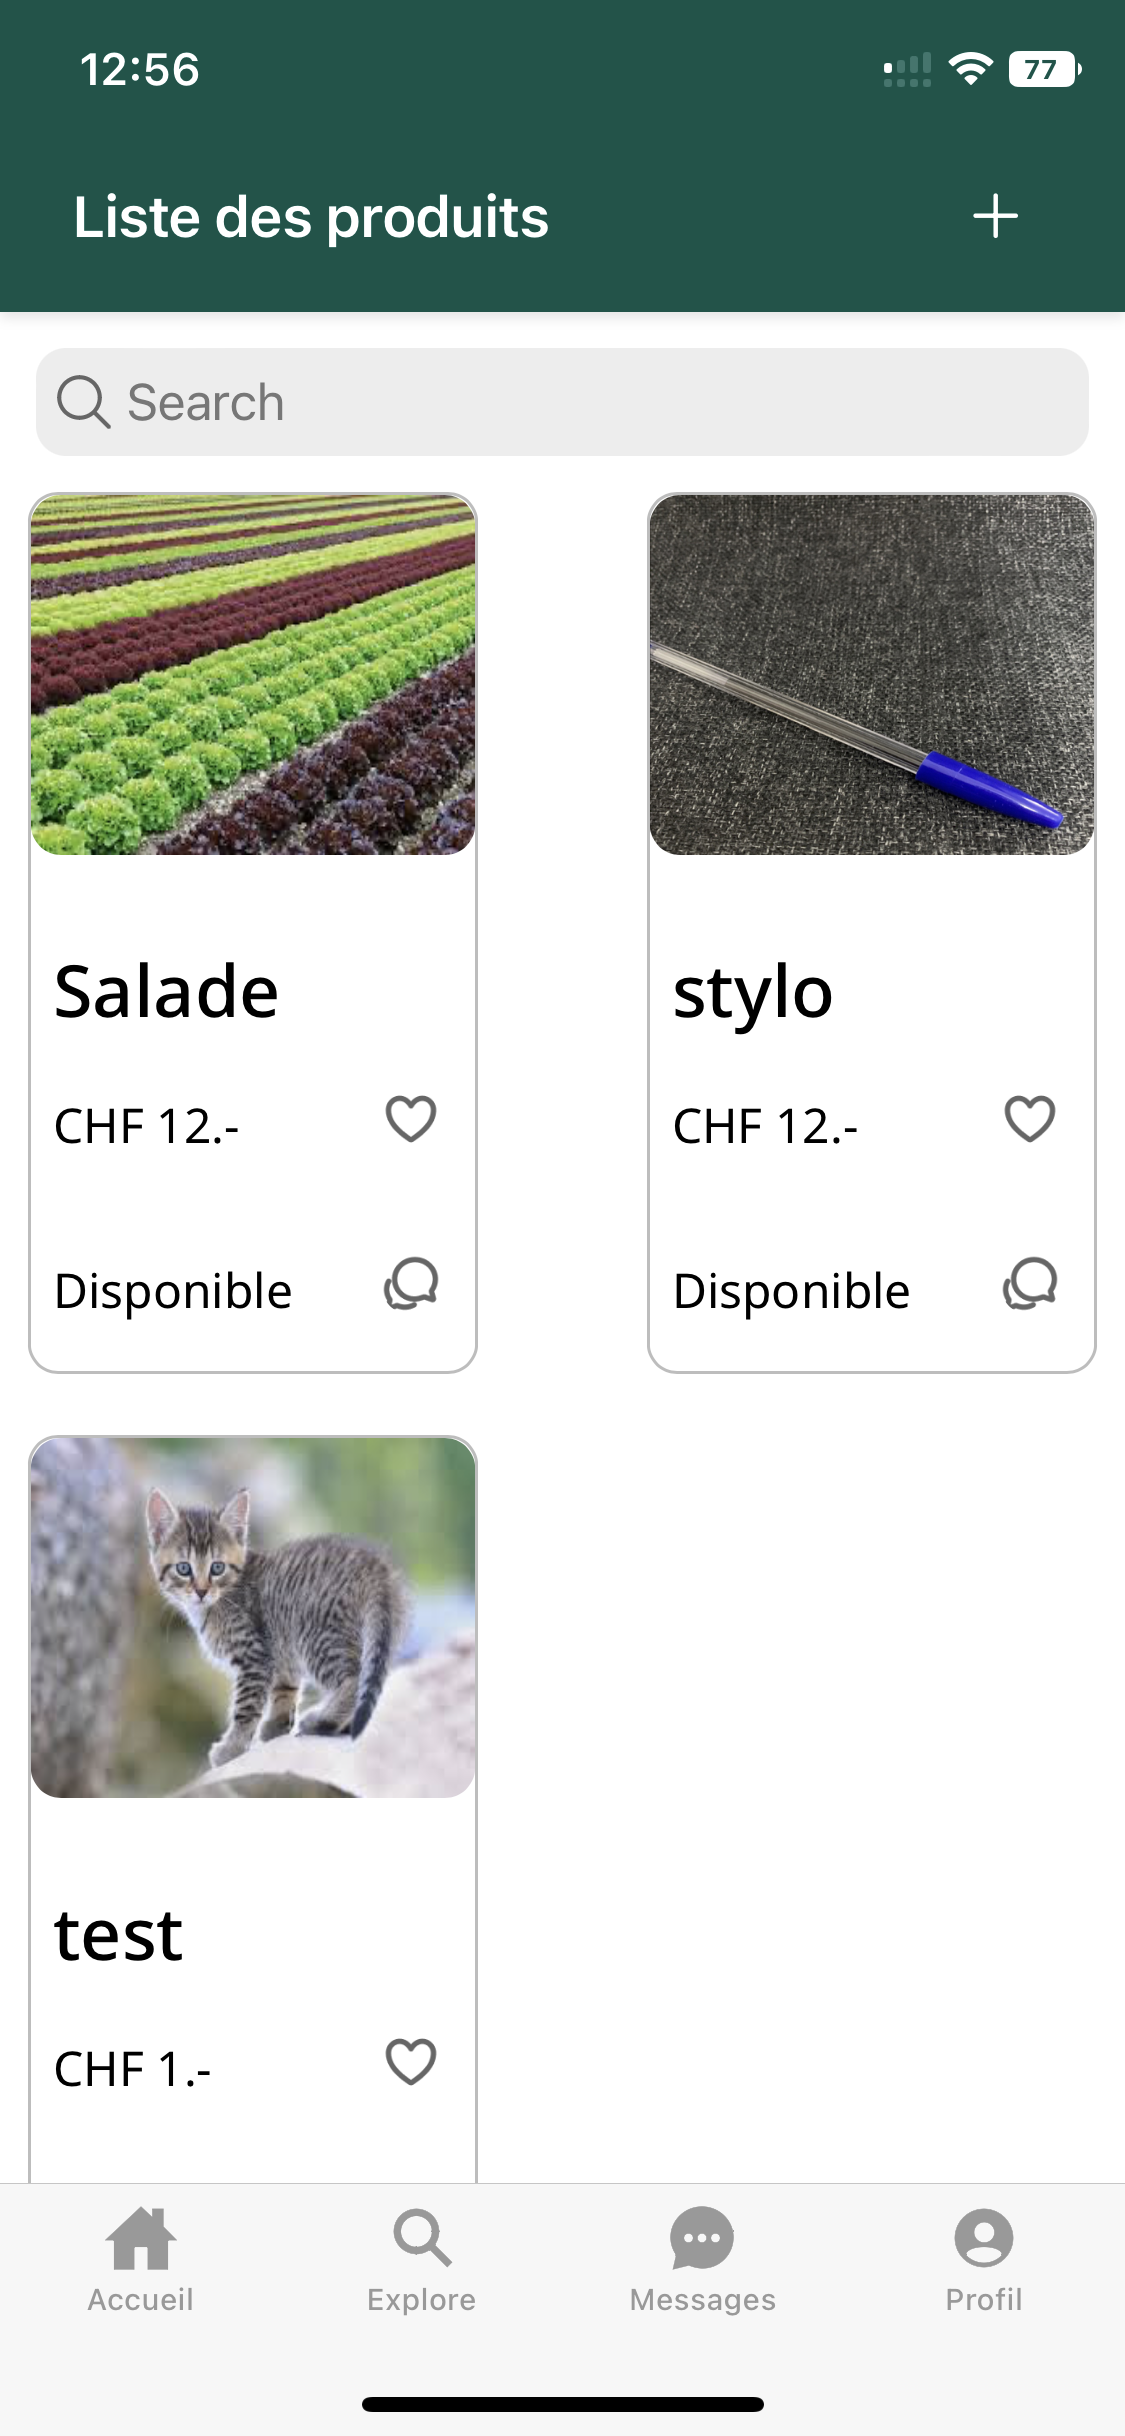 12:56
77
Liste des produits
Search
Salade
CHF 12.-
Disponible
stylo
CHF 12.-
Disponible
test
CHF 1.-
Accueil
Explore
Messages
Profil